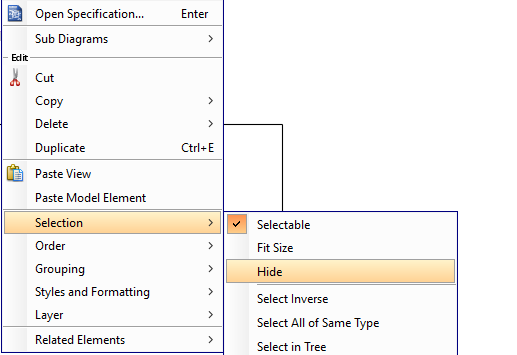 Open Specification... Enter
Sub Diagrams
Edit
Cut
Copy
Delete
Duplicate Ctrl+E
Paste View
Paste Model Element
Selection
Order
Grouping
Styles and Formatting
Layer
Related Elements
Selectable
Fit Size
Hide
Select Inverse
Select All of Same Type
Select in Tree